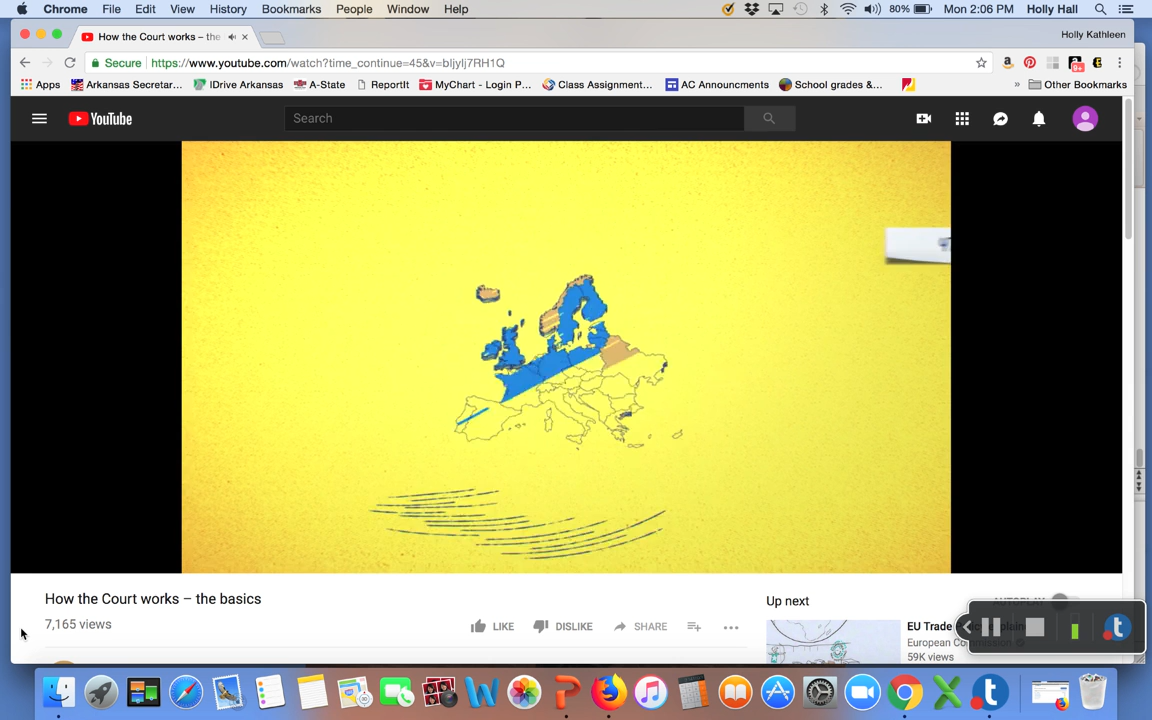 Chrome File Edit View History Bookmarks People Window Help 80% Mon 2:06 PM Holly Hall
How the Court works – the Holly Kathleen
Secure https://www.youtube.com/watch?time_continue=45&v=bljylj7RH1Q
Apps Arkansas Secretar... IDrive Arkansas A-State ReportIt MyChart - Login P... Class Assignment... AC Announcments School grades &... » Other Bookmarks
YouTube Search
How the Court works – the basics
7,165 views LIKE DISLIKE SHARE
Up next AUTOPLAY
EU Trade
European
59K views